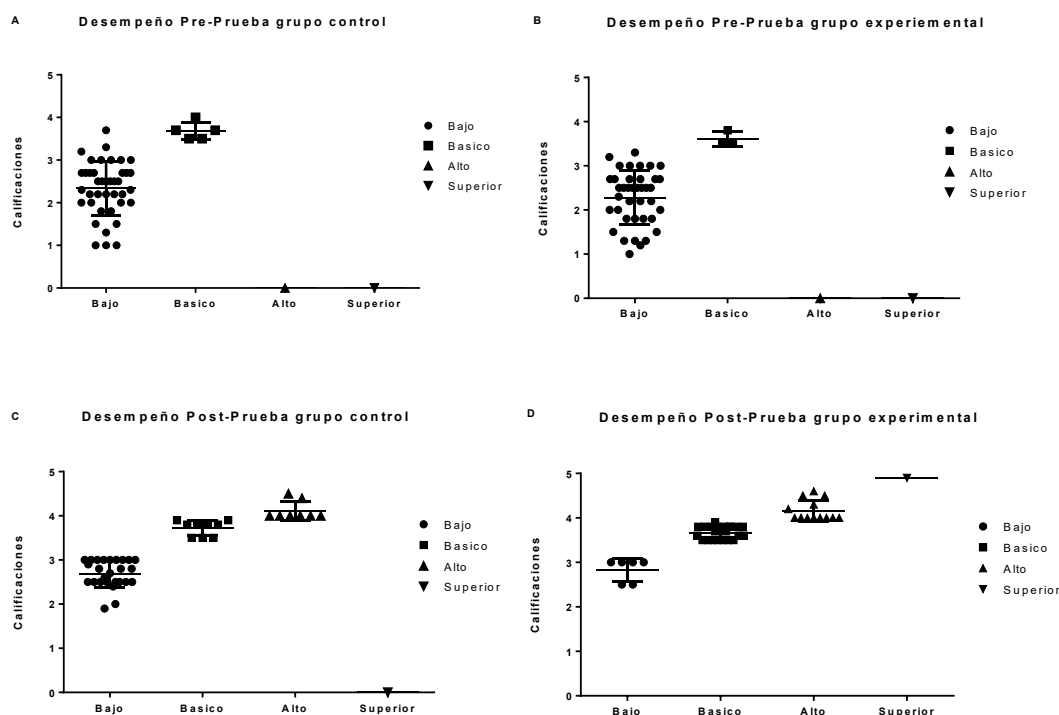 A
Desempeño Pre-Prueba grupo control
5
4
3
2
1
0
Calificaciones
Bajo
Basico
Alto
Superior
Bajo
Basico
Alto
Superior
B
Desempeño Pre-Prueba grupo experiemental
5
4
3
2
1
0
Calificaciones
Bajo
Basico
Alto
Superior
Bajo
Basico
Alto
Superior
C
Desempeño Post-Prueba grupo control
5
4
3
2
1
0
Calificaciones
Bajo
Basico
Alto
Superior
Bajo
Basico
Alto
Superior
D
Desempeño Post-Prueba grupo experimental
5
4
3
2
1
0
Calificaciones
Bajo
Basico
Alto
Superior
Bajo
Basico
Alto
Superior